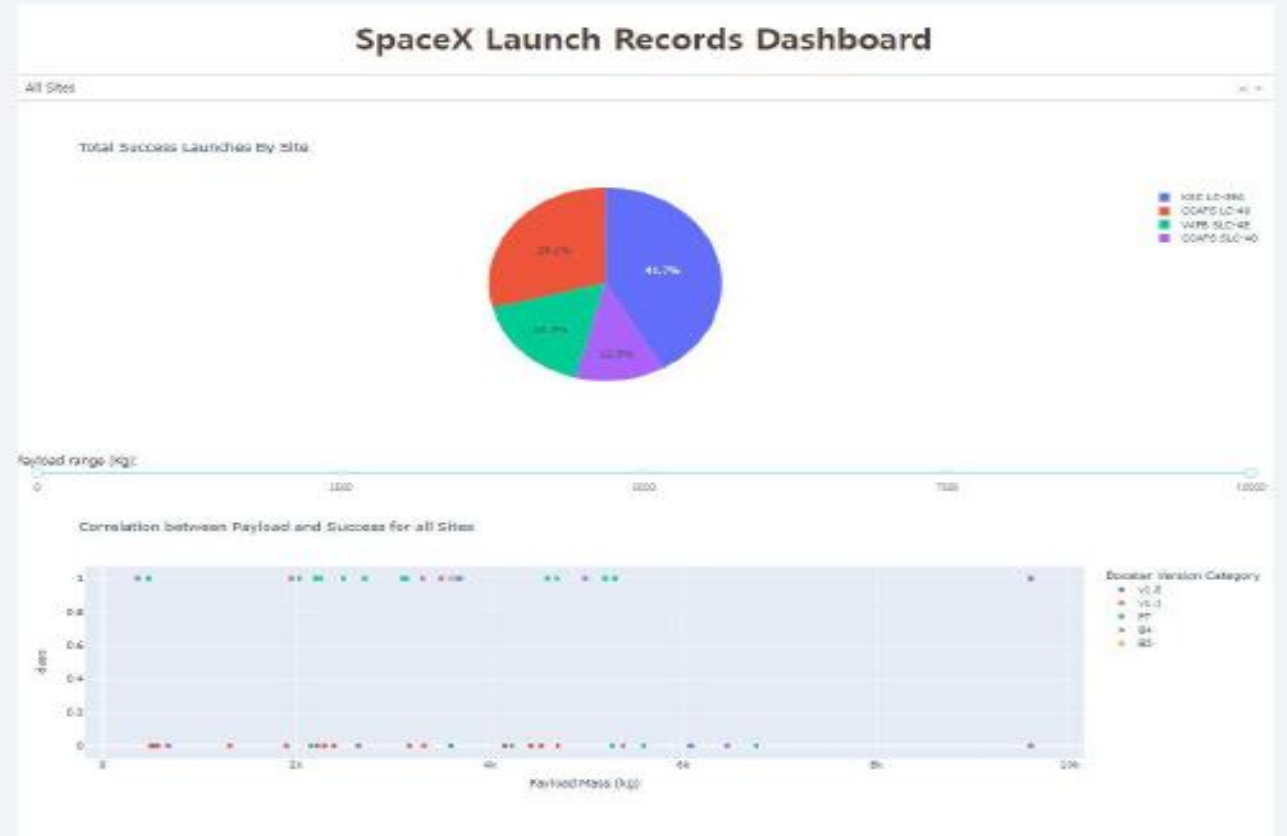 SpaceX Launch Records Dashboard
All Sites
Total Success Launches By Site
KSC LC-39A
CCAFS LC-40
VAFB SLC-4E
CCAFS SLC-40
29.2%
41.7%
16.7%
12.5%
Payload range (Kg):
0 2500 5000 7500 10000
Correlation between Payload and Success for all Sites
Booster Version Category
v1.0
v1.1
FT
B4
B5
1
0.8
0.6
0.4
0.2
0
class
0 2k 4k 6k 8k 10k
Payload Mass (kg)